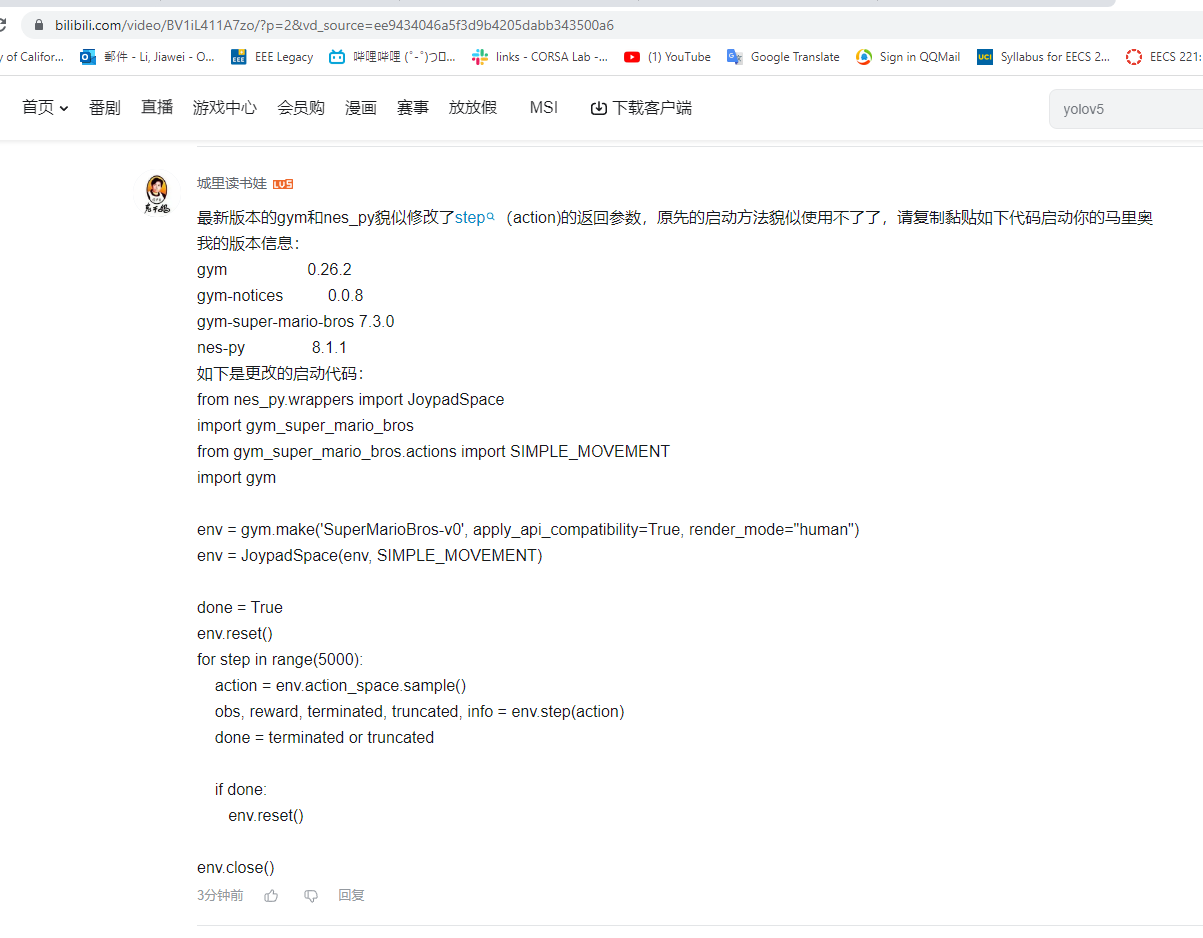 bilibili.com/video/BV1iL411A7zo/?p=2&vd_source=ee9434046a5f3d9b4205dabb343500a6
y of Califor... 郵件 - Li, Jiawei - O... EEE Legacy 哔哩哔哩 (゜-゜)つ... links - CORSA Lab -... (1) YouTube Google Translate Sign in QQMail Syllabus for EECS 2... EECS 221:
首页 番剧 直播 游戏中心 会员购 漫画 赛事 放放假 MSI 下载客户端 yolov5
城里读书娃 LV5
最新版本的gym和nes_py貌似修改了step (action)的返回参数，原先的启动方法貌似使用不了了，请复制黏贴如下代码启动你的马里奥
我的版本信息：
gym 0.26.2
gym-notices 0.0.8
gym-super-mario-bros 7.3.0
nes-py 8.1.1
如下是更改的启动代码：
from nes_py.wrappers import JoypadSpace
import gym_super_mario_bros
from gym_super_mario_bros.actions import SIMPLE_MOVEMENT
import gym
env = gym.make('SuperMarioBros-v0', apply_api_compatibility=True, render_mode="human")
env = JoypadSpace(env, SIMPLE_MOVEMENT)
done = True
env.reset()
for step in range(5000):
action = env.action_space.sample()
obs, reward, terminated, truncated, info = env.step(action)
done = terminated or truncated
if done:
env.reset()
env.close()
3分钟前 回复